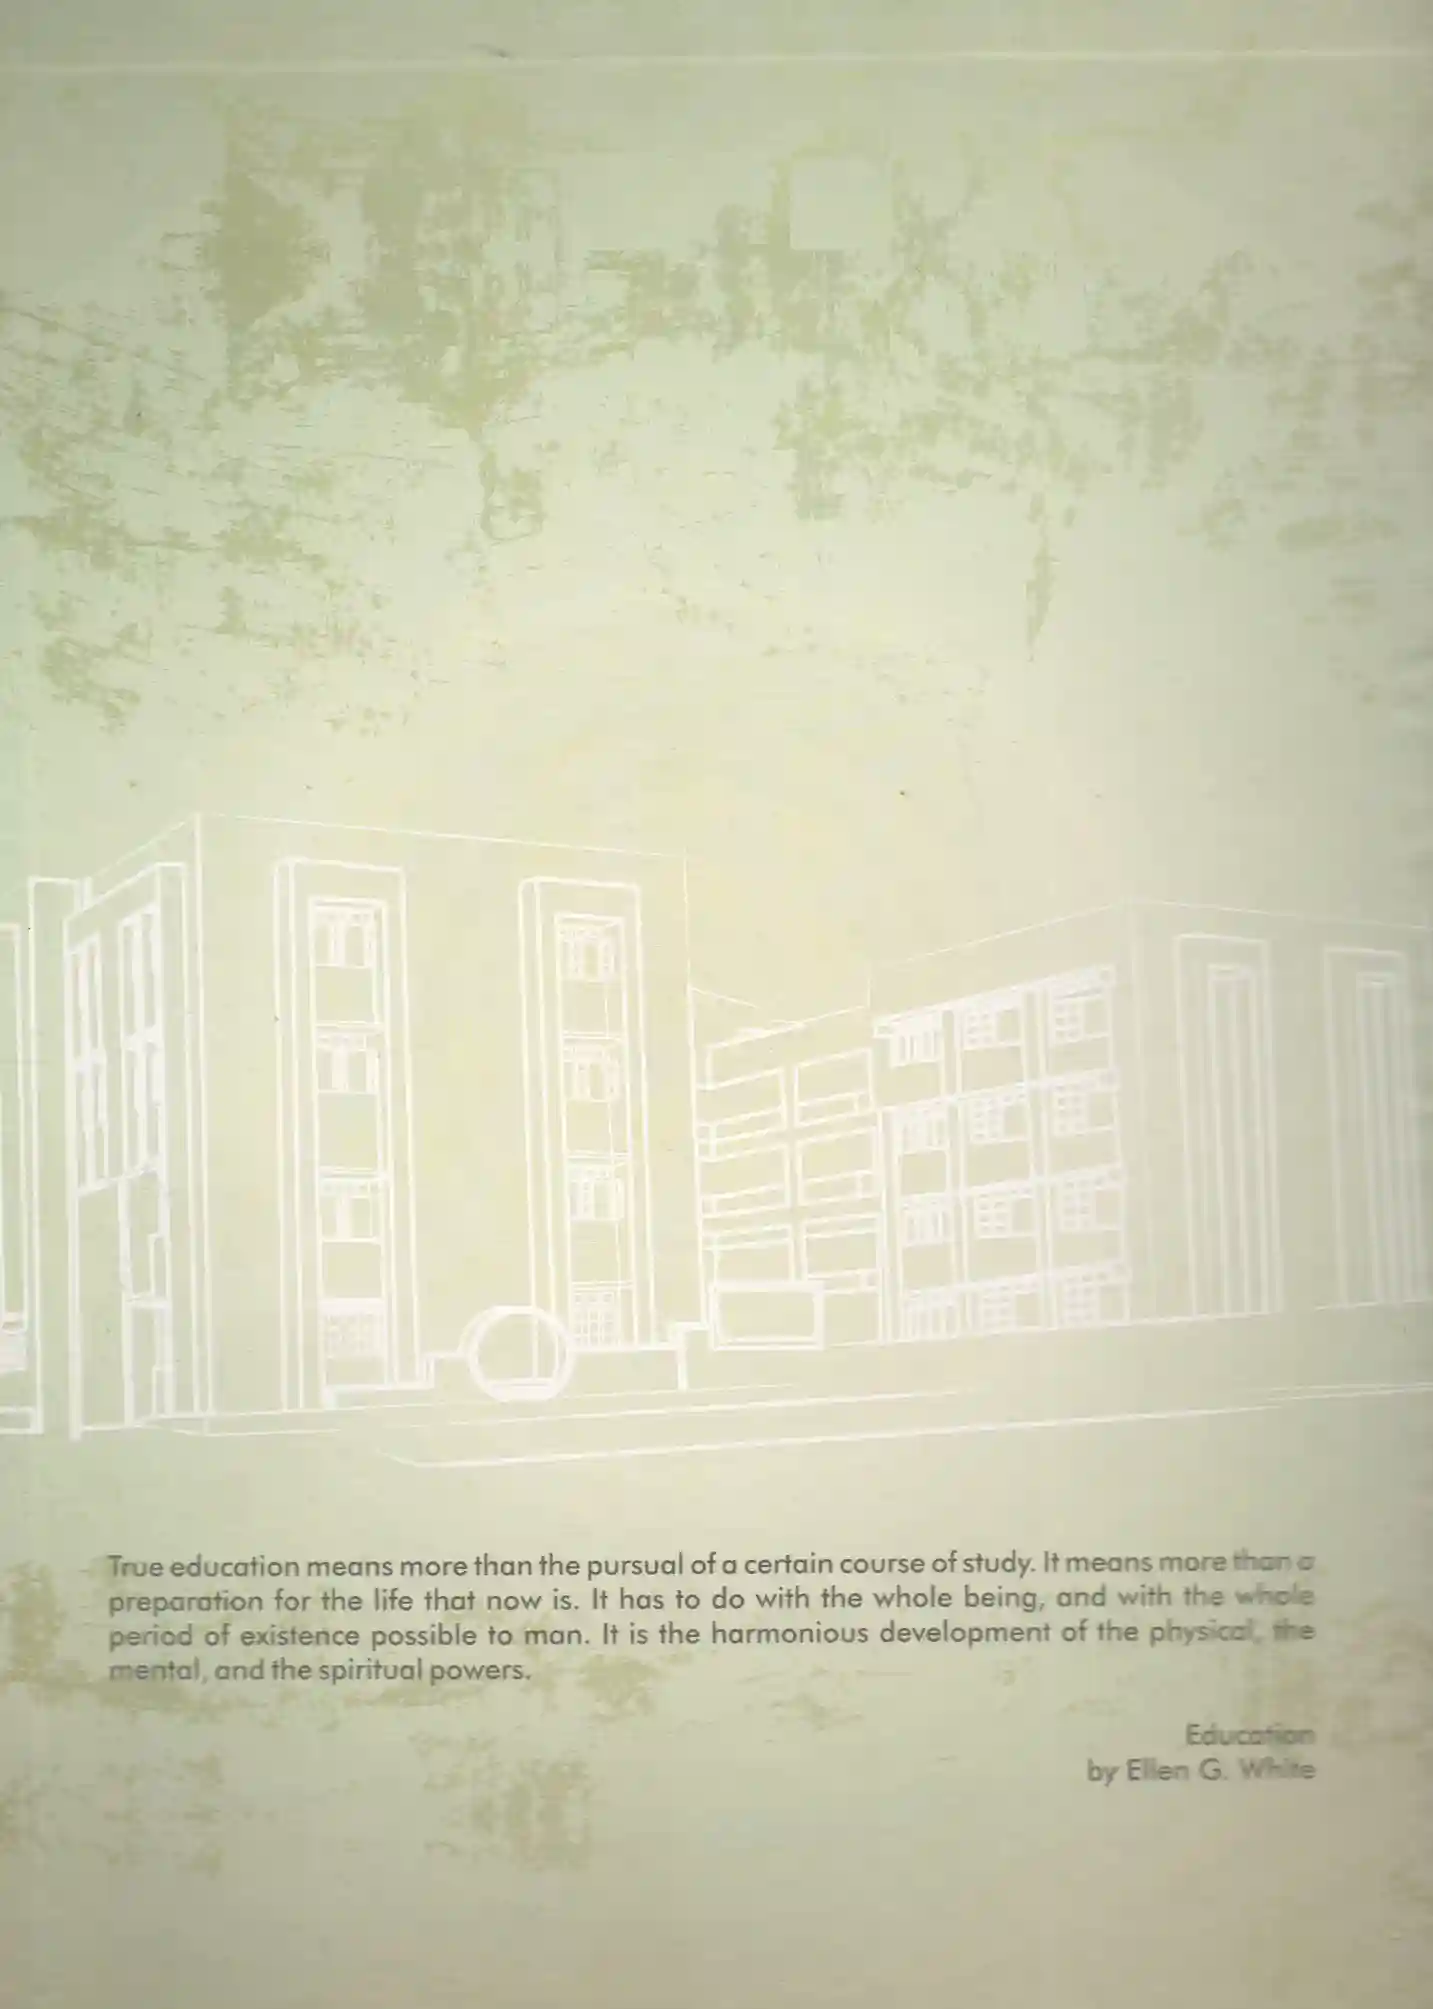 True education means more than the pursual of a certain course of study. It means more than a
preparation for the life that now is. It has to do with the whole being, and with the whole
period of existence possible to man. It is the harmonious development of the physical, the
mental, and the spiritual powers.
Education
by Ellen G. White